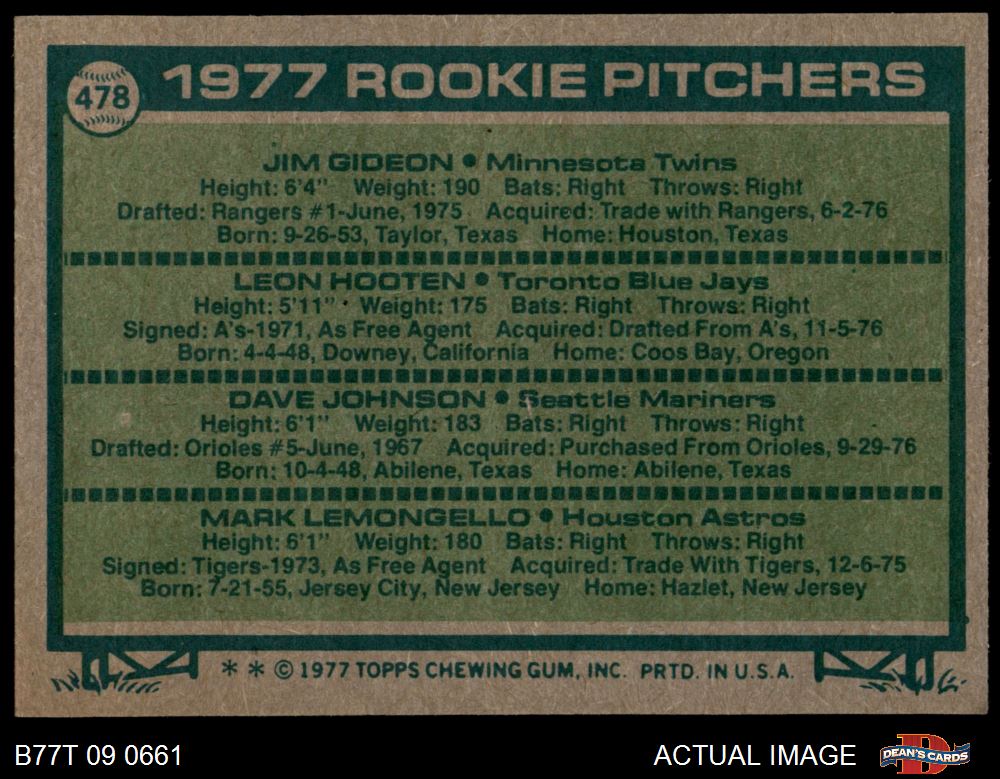 478
1977 ROOKIE PITCHERS
JIM GIDEON • Minnesota Twins
Height: 6'4" Weight: 190 Bats: Right Throws: Right
Drafted: Rangers #1-June, 1975 Acquired: Trade with Rangers, 6-2-76
Born: 9-26-53, Taylor, Texas Home: Houston, Texas
LEON HOOTEN • Toronto Blue Jays
Height: 5'11" Weight: 175 Bats: Right Throws: Right
Signed: A's-1971, As Free Agent Acquired: Drafted From A's, 11-5-76
Born: 4-4-48, Downey, California Home: Coos Bay, Oregon
DAVE JOHNSON • Seattle Mariners
Height: 6'1" Weight: 183 Bats: Right Throws: Right
Drafted: Orioles #5-June, 1967 Acquired: Purchased From Orioles, 9-29-76
Born: 10-4-48, Abilene, Texas Home: Abilene, Texas
MARK LEMONGELLO • Houston Astros
Height: 6'1" Weight: 180 Bats: Right Throws: Right
Signed: Tigers-1973, As Free Agent Acquired: Trade With Tigers, 12-6-75
Born: 7-21-55, Jersey City, New Jersey Home: Hazlet, New Jersey
* * © 1977 TOPPS CHEWING GUM, INC. PRTD. IN U.S.A.
B77T 09 0661 ACTUAL IMAGE DEAN'S CARDS